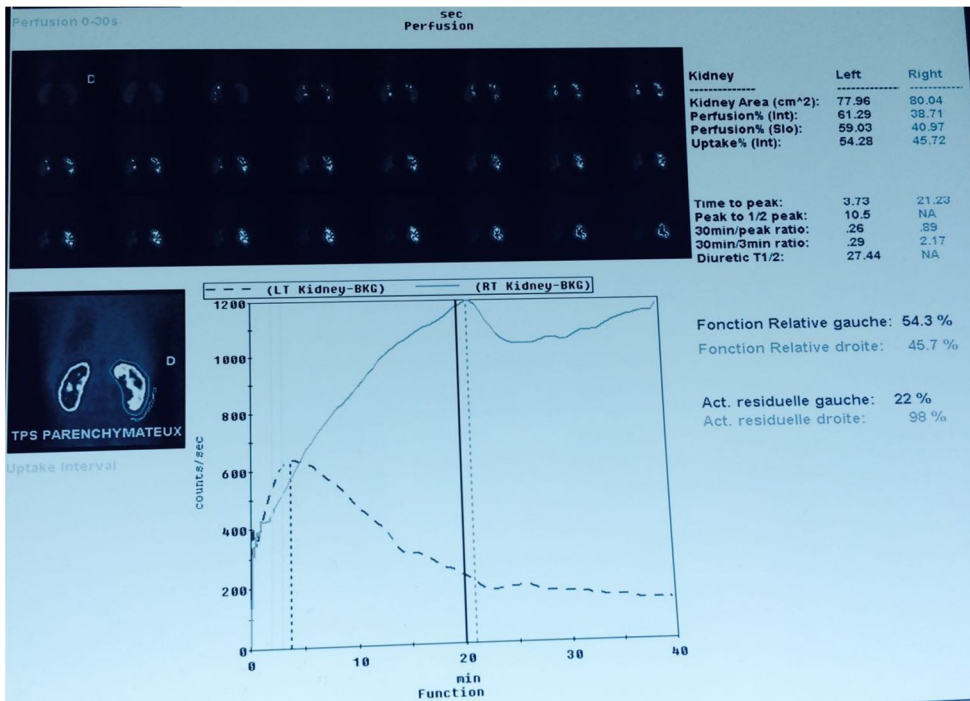 sec
Perfusion 0-30s
Perfusion
D
Kidney Left Right
Kidney Area (cm^2): 77.96 80.04
Perfusion% (Int): 61.29 38.71
Perfusion% (Slo): 59.03 40.97
Uptake% (Int): 54.28 45.72
Time to peak: 3.73 21.23
Peak to 1/2 peak: 10.5 NA
30min/peak ratio: .26 .89
30min/3min ratio: .29 2.17
Diuretic T1/2: 27.44 NA
(LT Kidney-BKG) (RT Kidney-BKG)
D
TPS PARENCHYMATEUX
Uptake Interval
counts/sec
1200
1000
800
600
400
200
0
0 10 20 30 40
min
Function
Fonction Relative gauche: 54.3 %
Fonction Relative droite: 45.7 %
Act. residuelle gauche: 22 %
Act. residuelle droite: 98 %